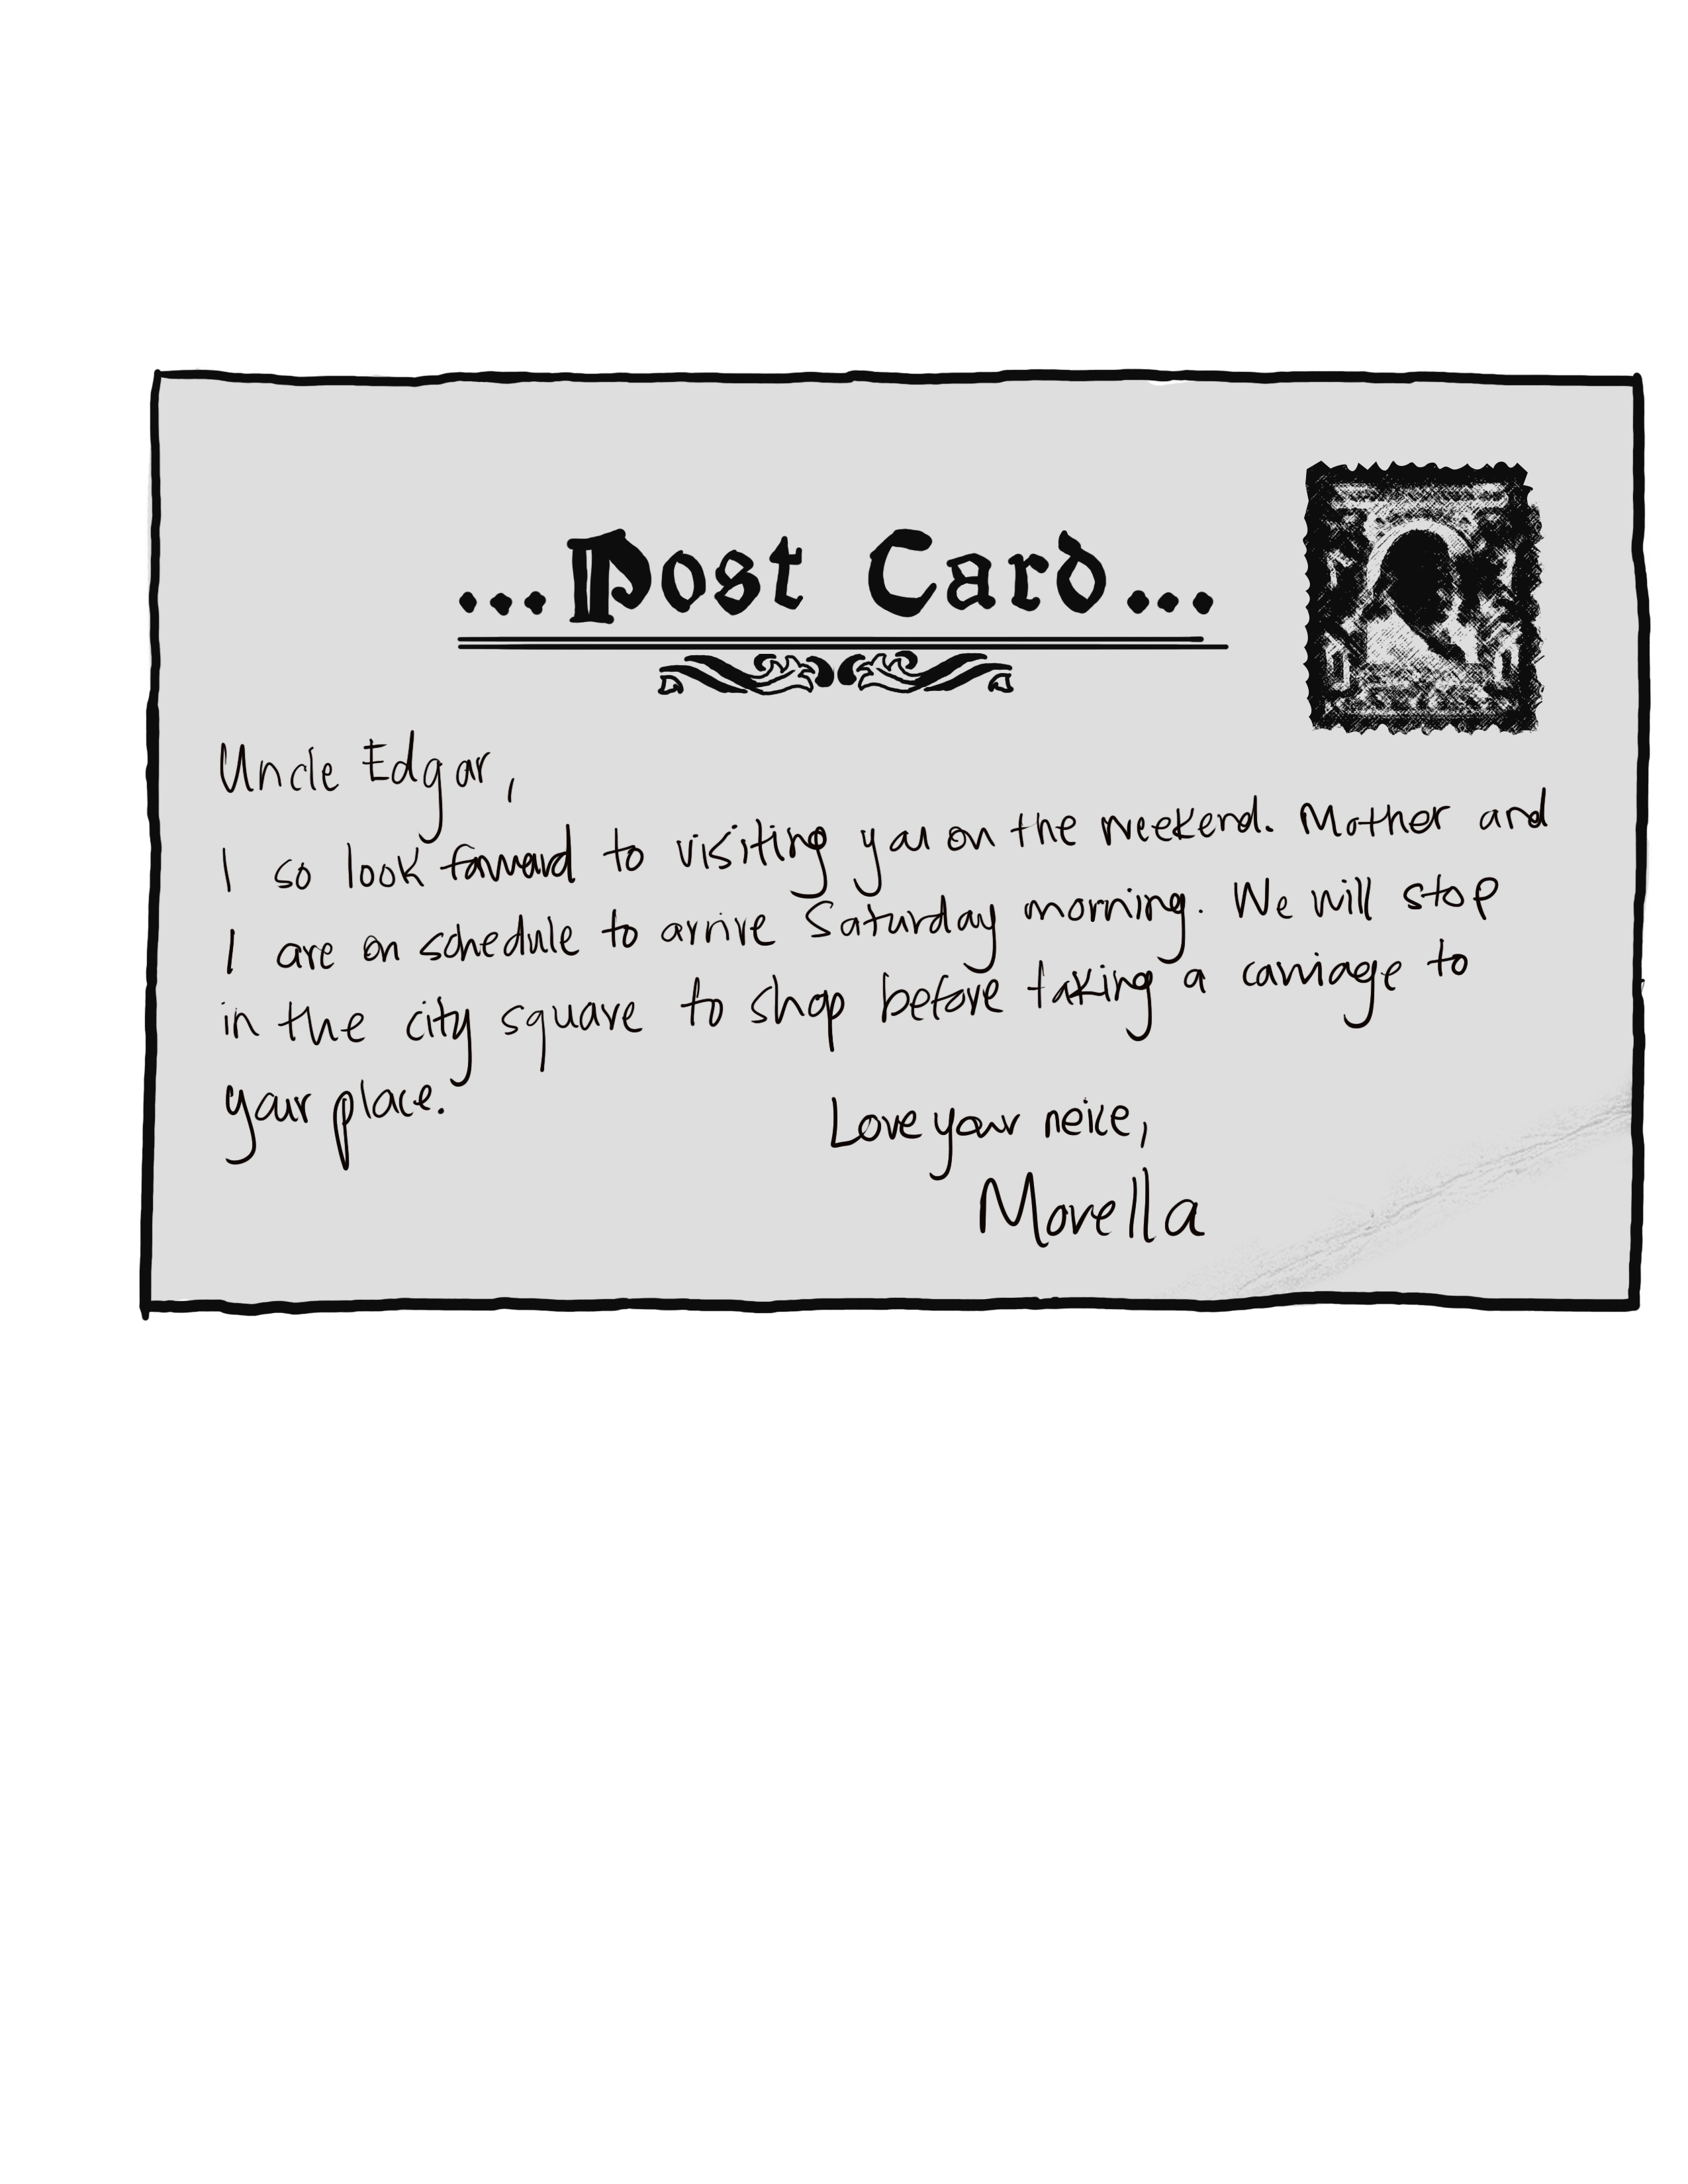 ...Post Card...
Uncle Edgar,
I so look forward to visiting you on the weekend. Mother and
I are on schedule to arrive Saturday morning. We will stop
in the city square to shop before taking a carriage to
your place.
Love your neice,
Morella